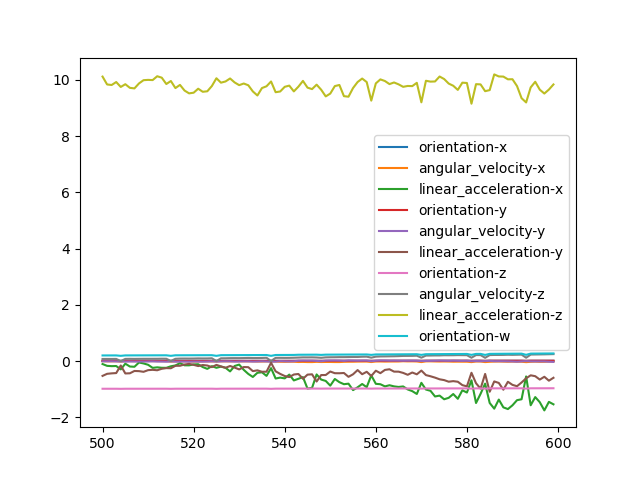 10
8
6
4
2
0
−2
500
520
540
560
580
600
orientation-x
angular_velocity-x
linear_acceleration-x
orientation-y
angular_velocity-y
linear_acceleration-y
orientation-z
angular_velocity-z
linear_acceleration-z
orientation-w